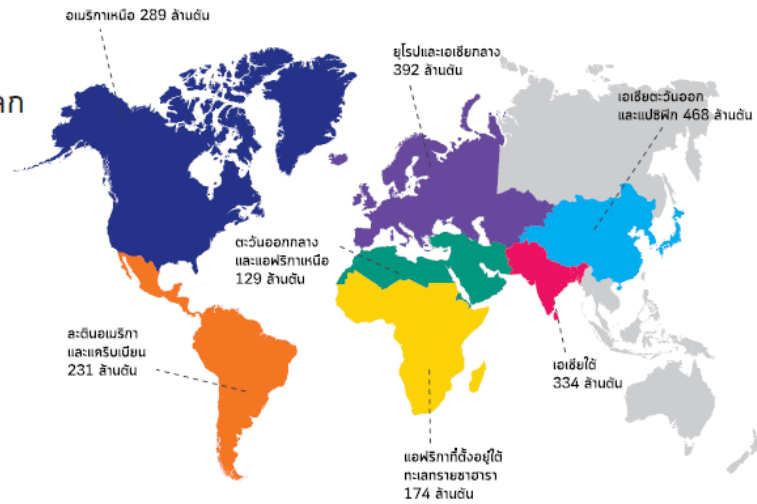 อเมริกาเหนือ 289 ล้านตัน
ยุโรปและเอเชียกลาง
392 ล้านตัน
เอเชียตะวันออก
และแปซิฟิก 468 ล้านตัน
ตะวันออกกลาง
และแอฟริกาเหนือ
129 ล้านตัน
ละตินอเมริกา
และแคริบเบียน
231 ล้านตัน
เอเชียใต้
334 ล้านตัน
แอฟริกาที่ตั้งอยู่ใต้
ทะเลทรายซาฮารา
174 ล้านตัน